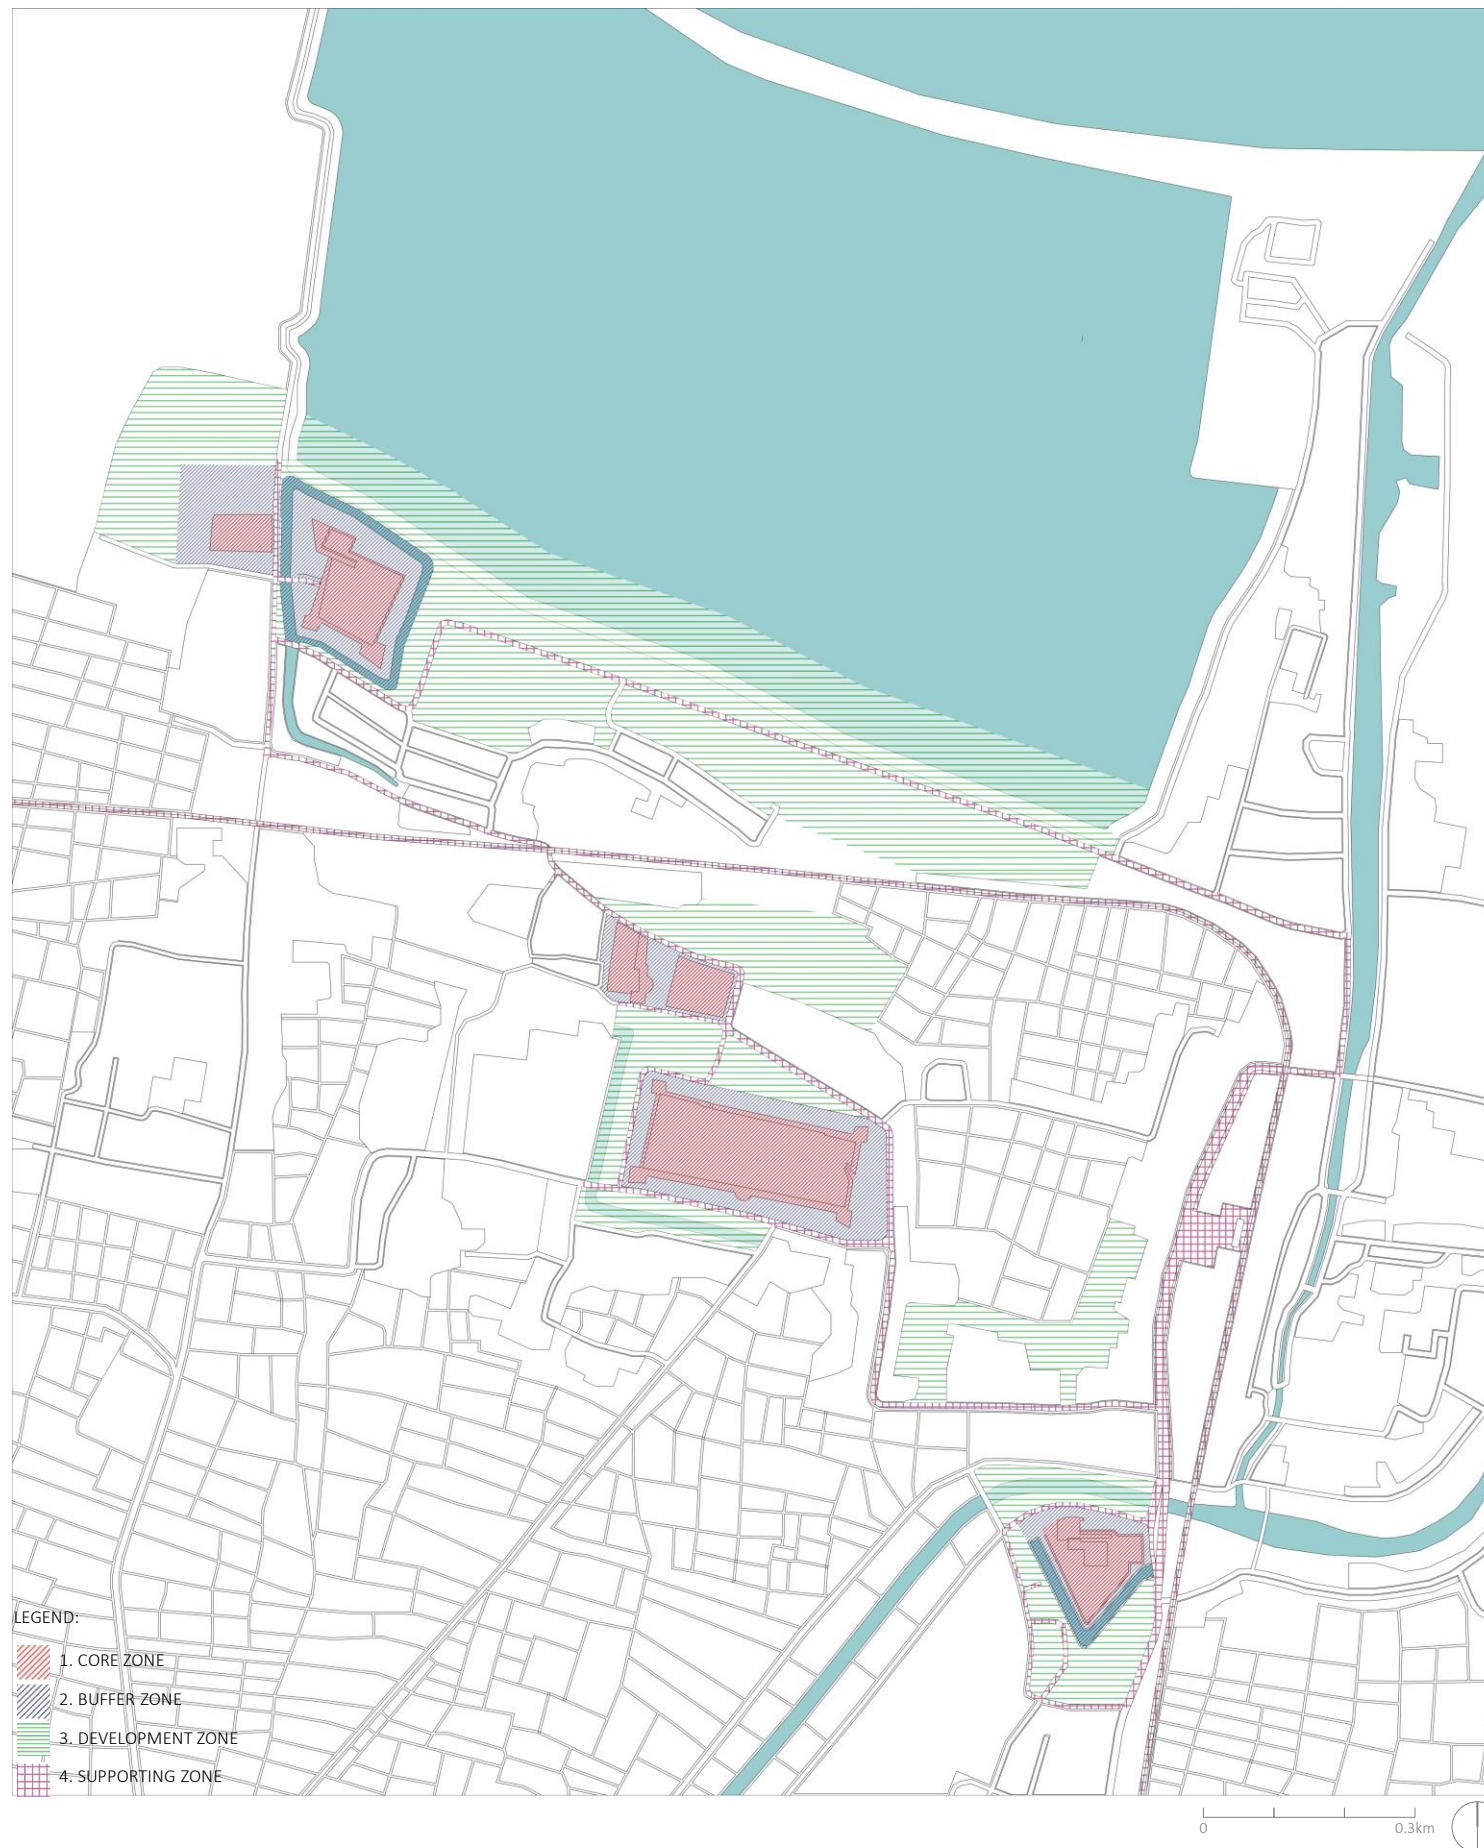 LEGEND:
1. CORE ZONE
2. BUFFER ZONE
3. DEVELOPMENT ZONE
4. SUPPORTING ZONE
0 0.3km